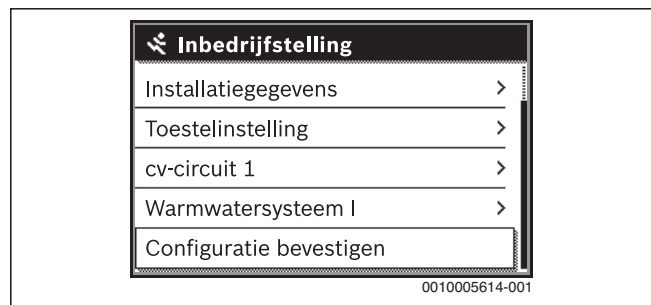 Inbedrijfstelling
Installatiegegevens >
Toestelinstelling >
cv-circuit 1 >
Warmwatersysteem I >
Configuratie bevestigen
0010005614-001